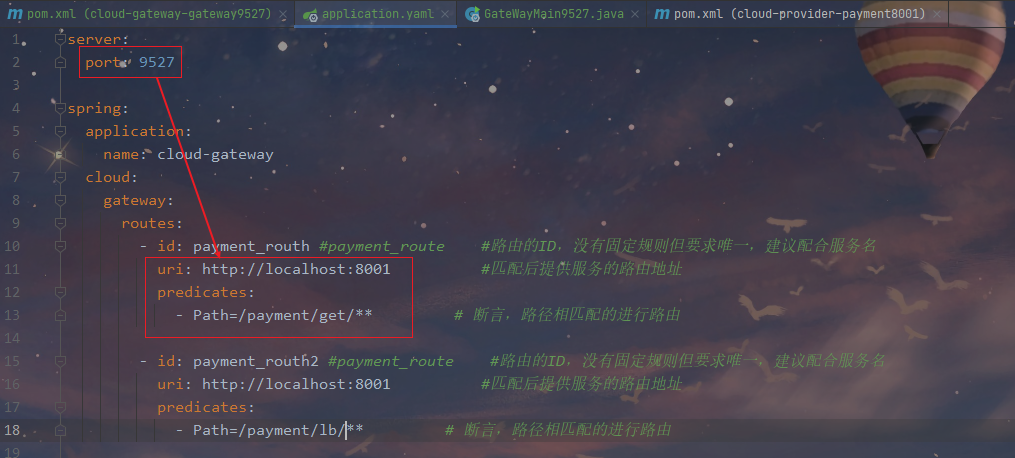 pom.xml (cloud-gateway-gateway9527) application.yaml GateWayMain9527.java pom.xml (cloud-provider-payment8001)
1 server:
2 port: 9527
3
4 spring:
5 application:
6 name: cloud-gateway
7 cloud:
8 gateway:
9 routes:
10 - id: payment_routh #payment_route #路由的ID，没有固定规则但要求唯一，建议配合服务名
11 uri: http://localhost:8001 #匹配后提供服务的路由地址
12 predicates:
13 - Path=/payment/get/** # 断言，路径相匹配的进行路由
14
15 - id: payment_routh2 #payment_route #路由的ID，没有固定规则但要求唯一，建议配合服务名
16 uri: http://localhost:8001 #匹配后提供服务的路由地址
17 predicates:
18 - Path=/payment/lb/** # 断言，路径相匹配的进行路由
19